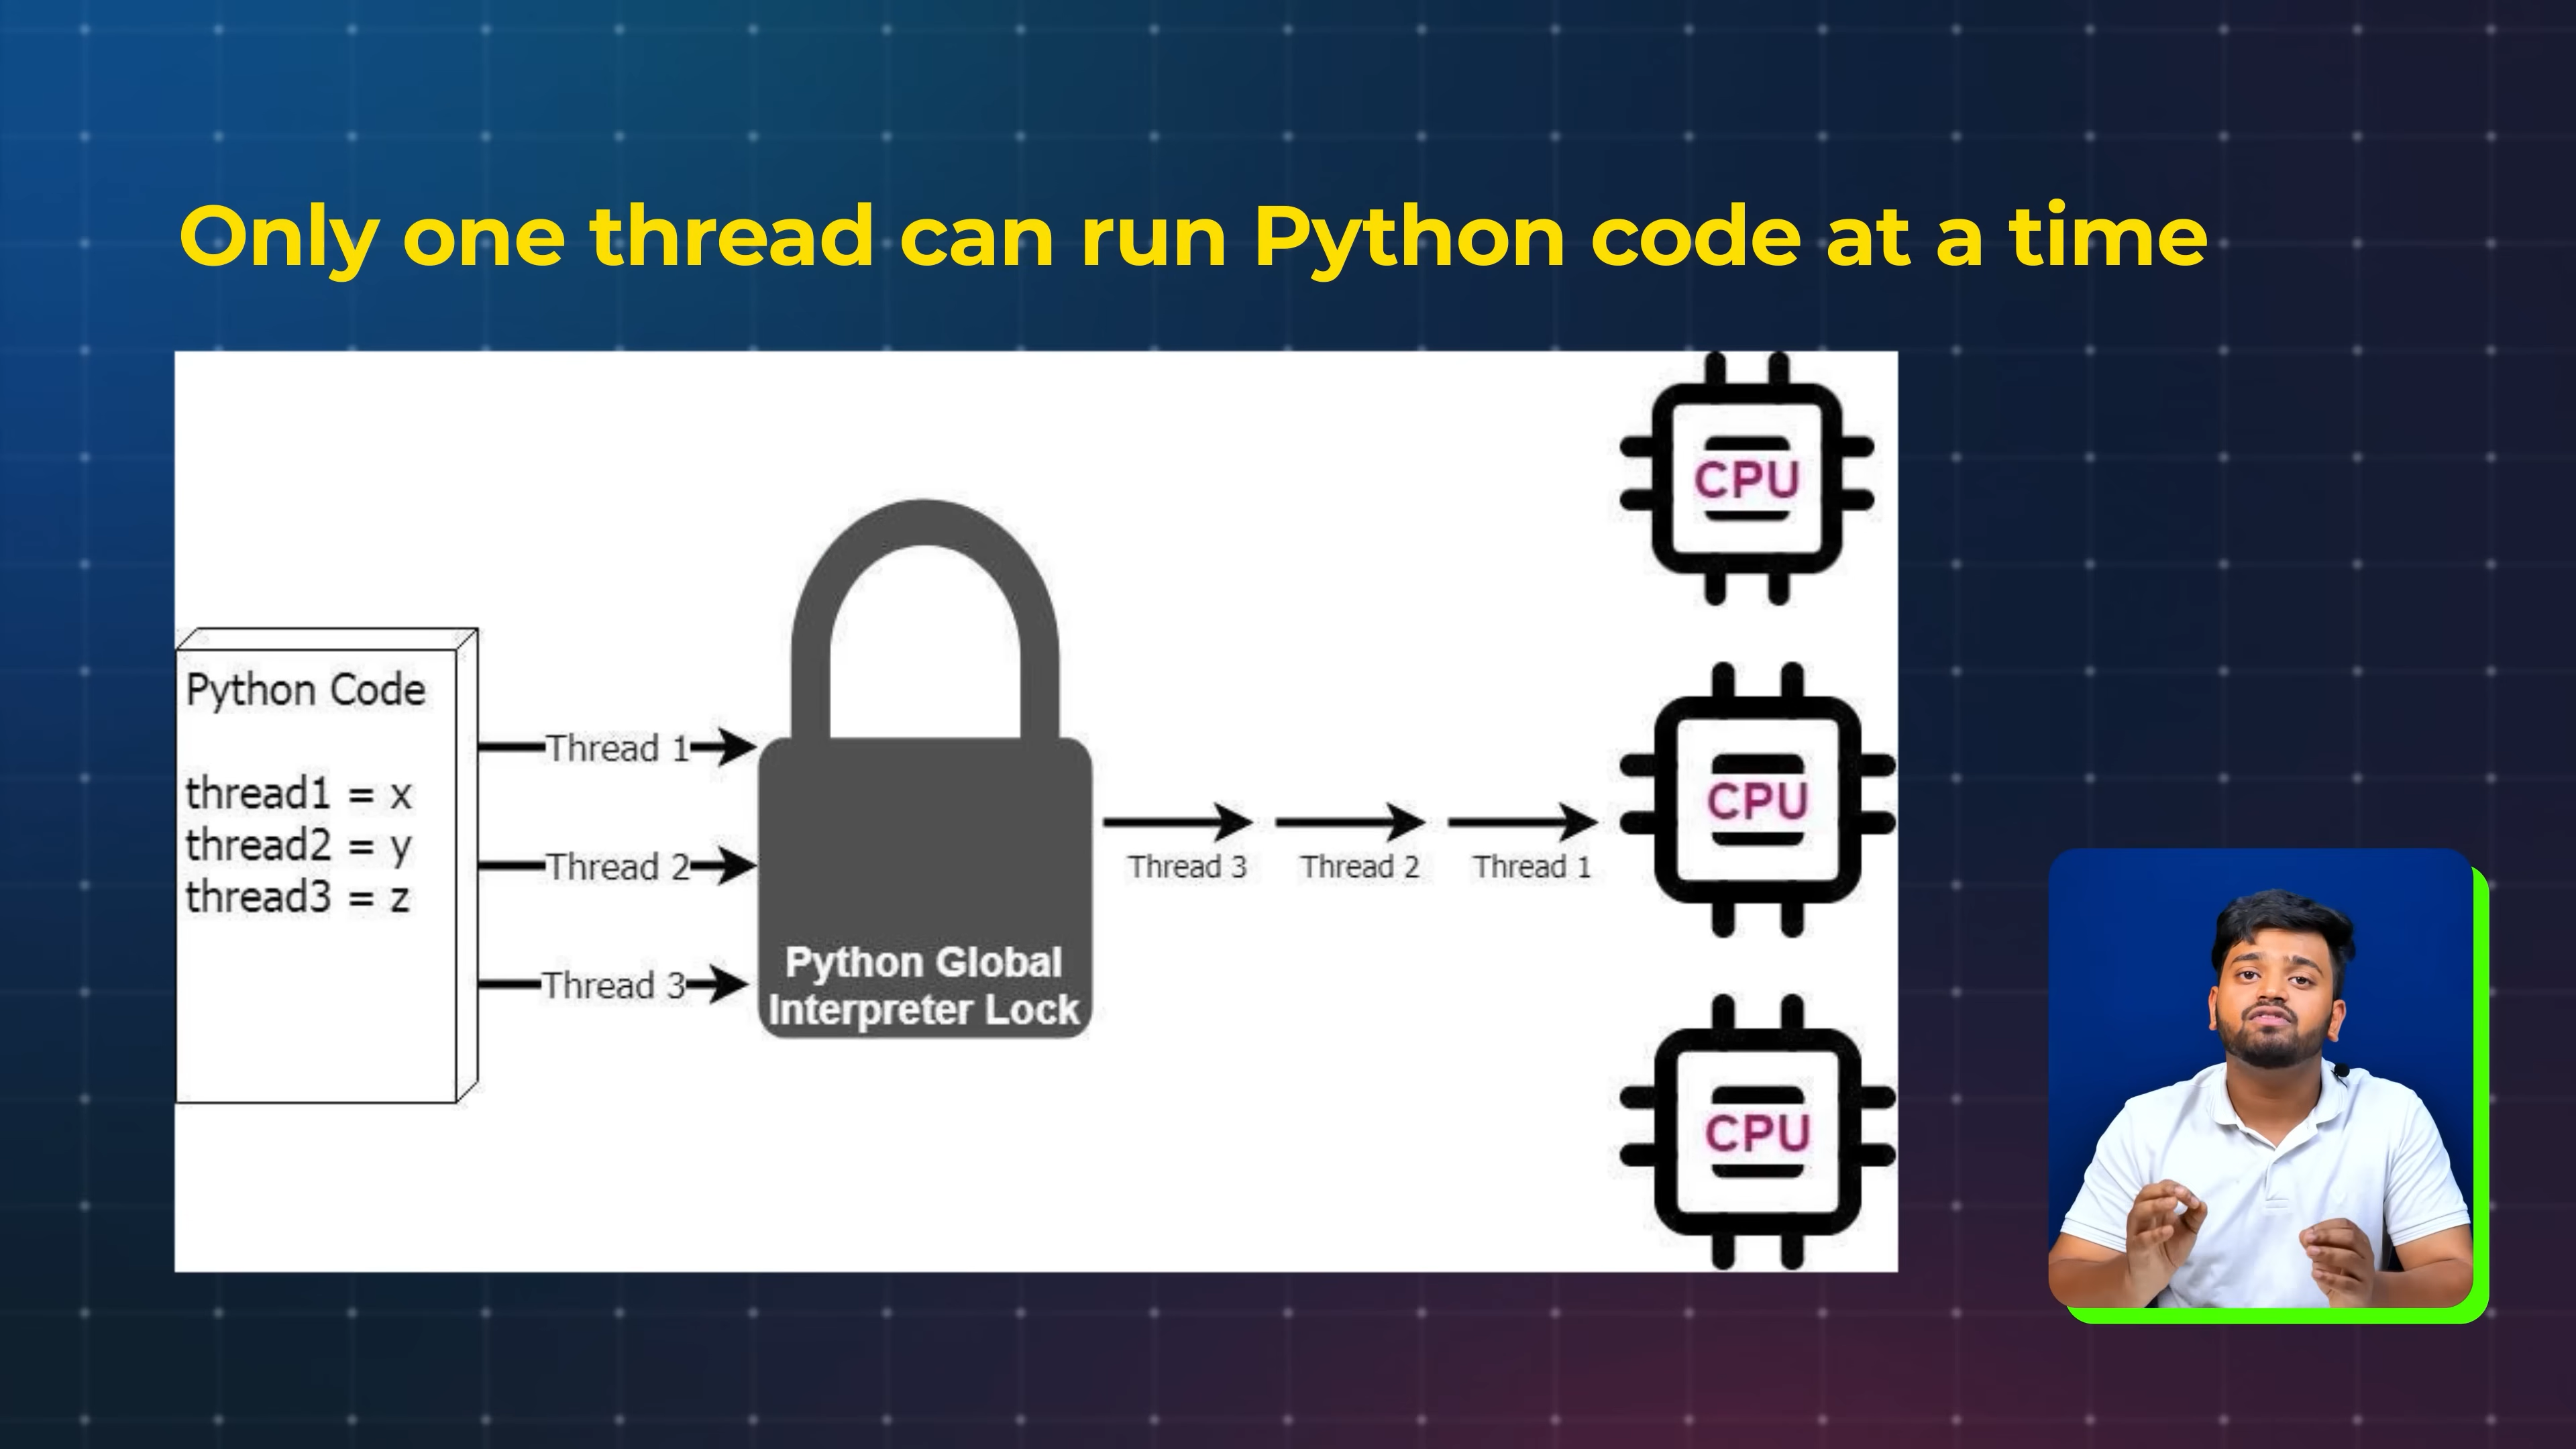 Only one thread can run Python code at a time
Python Code
thread1 = x
thread2 = y
thread3 = z
Thread 1
Thread 2
Thread 3
Python Global
Interpreter Lock
Thread 3
Thread 2
Thread 1
CPU
CPU
CPU